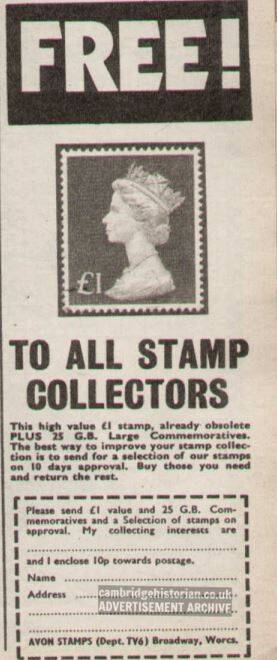 FREE!
£1
TO ALL STAMP
COLLECTORS
This high value £1 stamp, already obsolete
PLUS 25 G.B. Large Commemoratives.
The best way to improve your stamp collec-
tion is to send for a selection of our stamps
on 10 days approval. Buy those you need
and return the rest.
Please send £1 value and 25 G.B. Com-
memoratives and a Selection of stamps on
approval. My collecting interests are
and I enclose 10p towards postage.
Name
Address
cambridgehistorian.co.uk
ADVERTISEMENT ARCHIVE
AVON STAMPS (Dept. TV6) Broadway, Worcs.